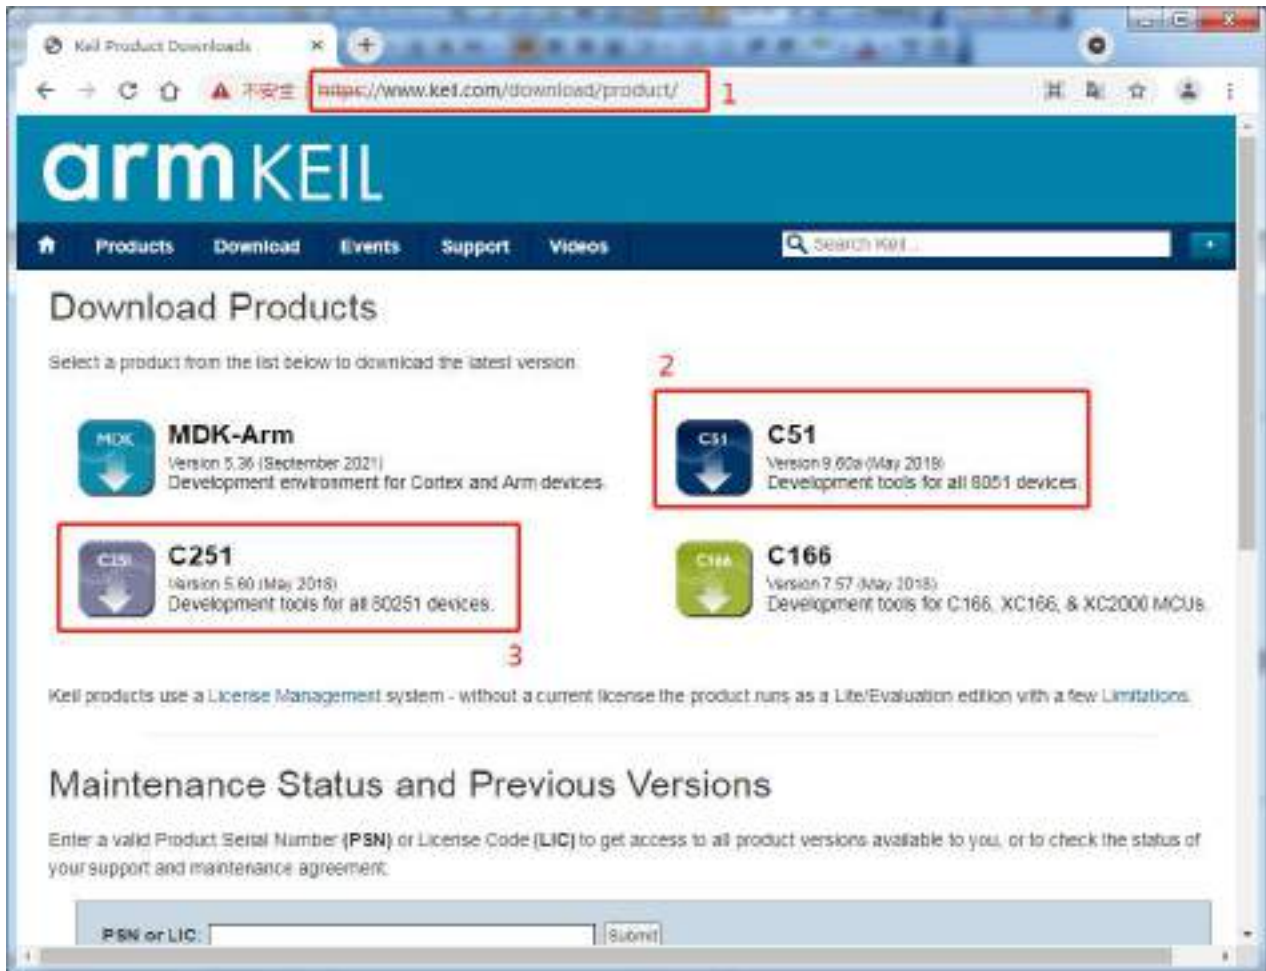 Keil Product Downloads
不安全 https://www.keil.com/download/product/ 1
arm KEIL
Products Download Events Support Videos Search Keil...
Download Products
Select a product from the list below to download the latest version.
2
MDK
MDK-Arm
Version 5.36 (September 2021)
Development environment for Cortex and Arm devices.
C51
C51
Version 9.60a (May 2019)
Development tools for all 8051 devices.
C251
C251
Version 5.60 (May 2018)
Development tools for all 80251 devices.
C166
C166
Version 7.57 (May 2018)
Development tools for C166, XC166, & XC2000 MCUs.
3
Keil products use a License Management system - without a current license the product runs as a Lite/Evaluation edition with a few Limitations.
Maintenance Status and Previous Versions
Enter a valid Product Serial Number (PSN) or License Code (LIC) to get access to all product versions available to you, or to check the status of
your support and maintenance agreement.
PSN or LIC: Submit